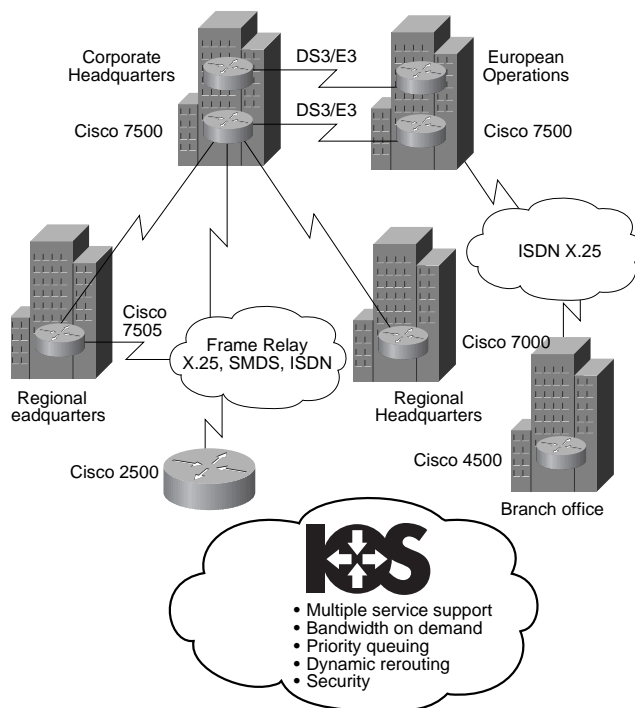 Corporate
Headquarters
DS3/E3
European
Operations
DS3/E3
Cisco 7500
Cisco 7500
ISDN X.25
Cisco
7505
Frame Relay
X.25, SMDS, ISDN
Cisco 7000
Regional
eadquarters
Regional
Headquarters
Cisco 2500
Cisco 4500
Branch office
IOS
• Multiple service support
• Bandwidth on demand
• Priority queuing
• Dynamic rerouting
• Security